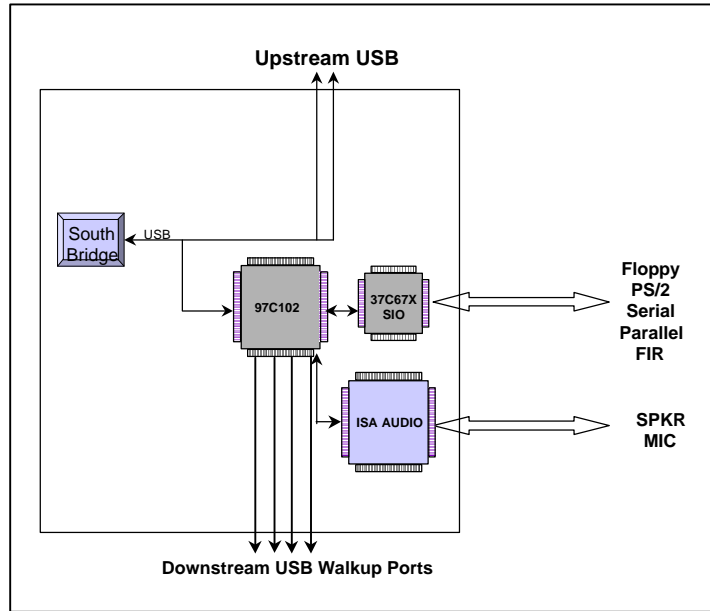 Upstream USB
South
Bridge
USB
97C102
37C67X
SIO
Floppy
PS/2
Serial
Parallel
FIR
ISA AUDIO
SPKR
MIC
Downstream USB Walkup Ports